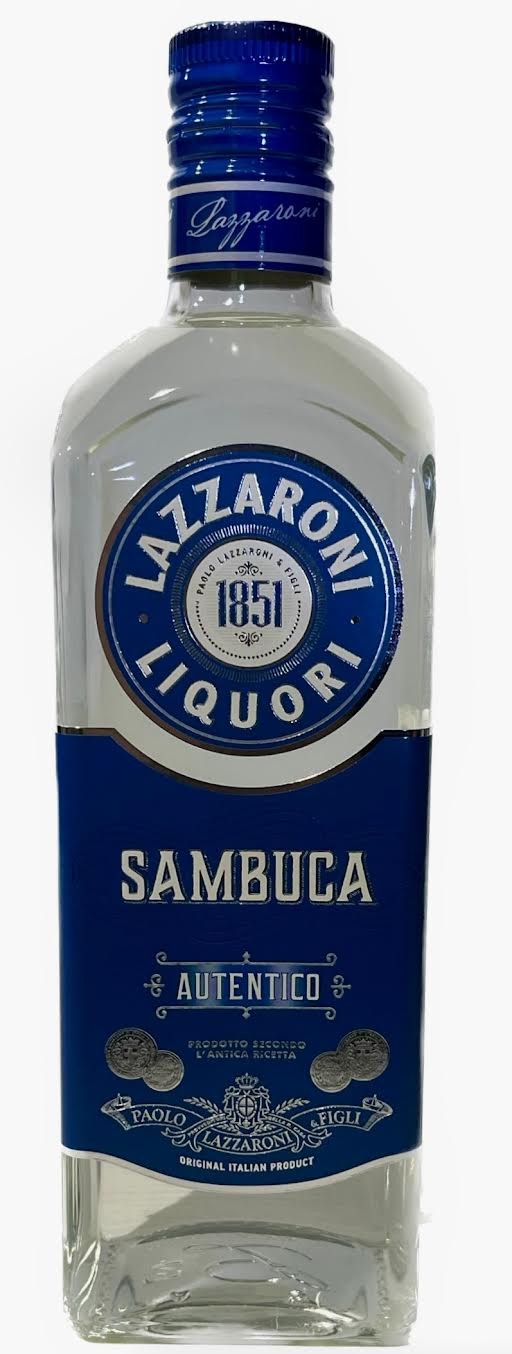 Lazzaroni
LAZZARONI
PAOLO LAZZARONI & FIGLI
1851
LIQUORI
SAMBUCA
AUTENTICO
PRODOTTO SECONDO
L'ANTICA RICETTA
PAOLO LAZZARONI & FIGLI
ORIGINAL ITALIAN PRODUCT